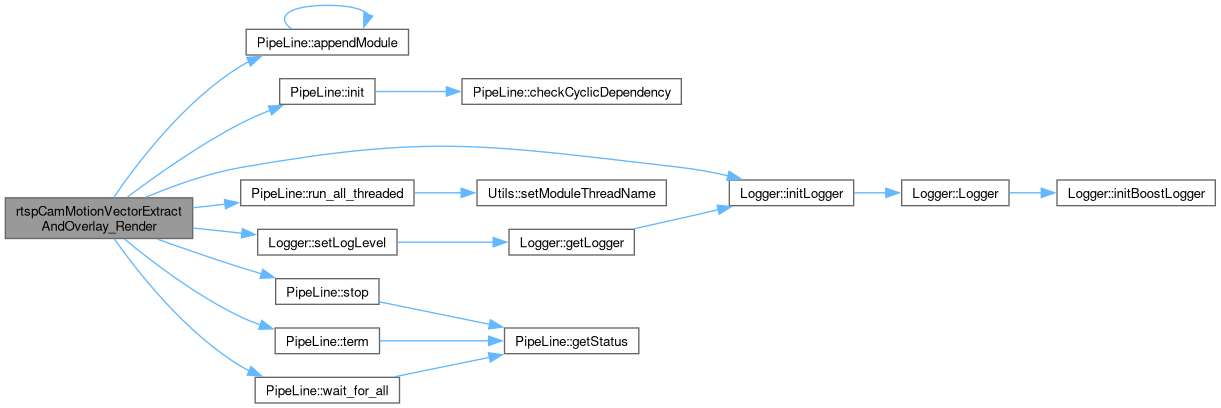 PipeLine::appendModule
PipeLine::init
PipeLine::checkCyclicDependency
rtspCamMotionVectorExtract
AndOverlay_Render
PipeLine::run_all_threaded
Utils::setModuleThreadName
Logger::initLogger
Logger::Logger
Logger::initBoostLogger
Logger::setLogLevel
Logger::getLogger
PipeLine::stop
PipeLine::term
PipeLine::getStatus
PipeLine::wait_for_all